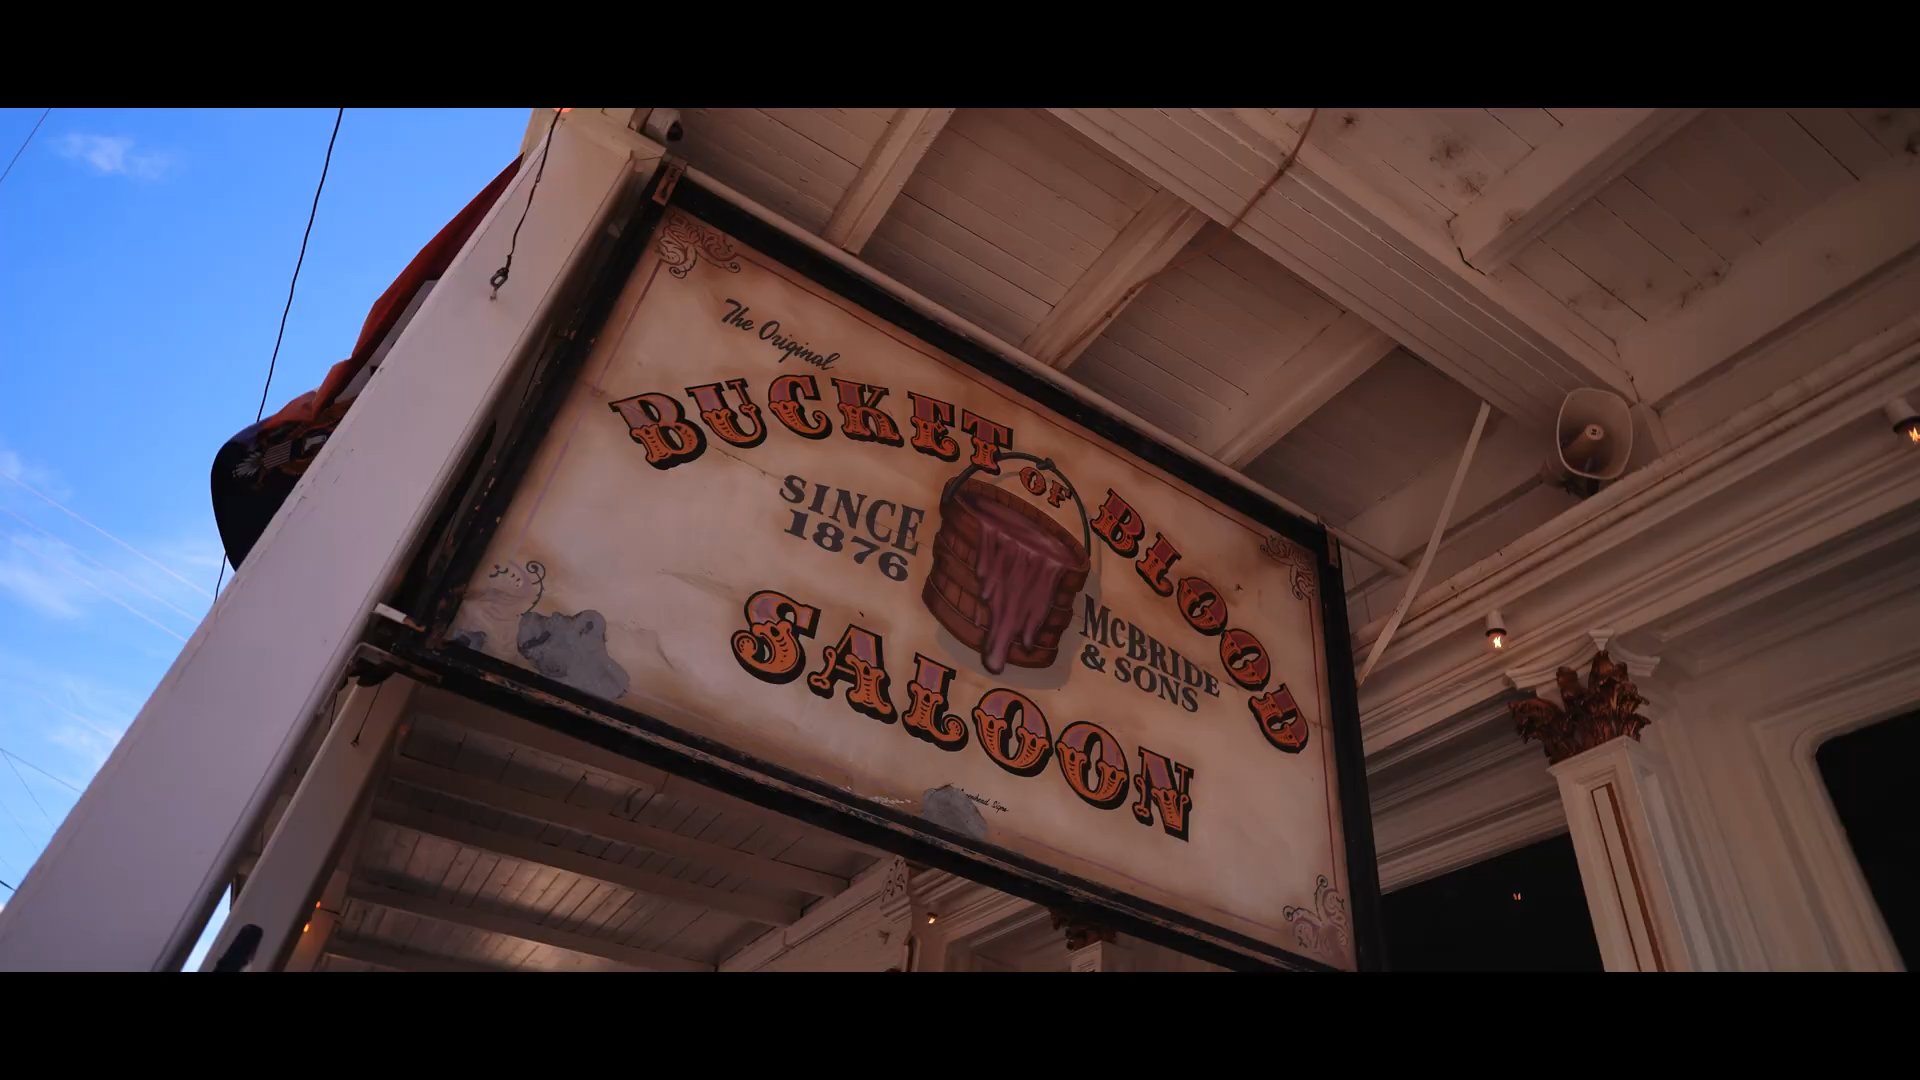 The Original
BUCKET OF BLOOD
SINCE
1876
McBRIDE
& SONS
SALOON